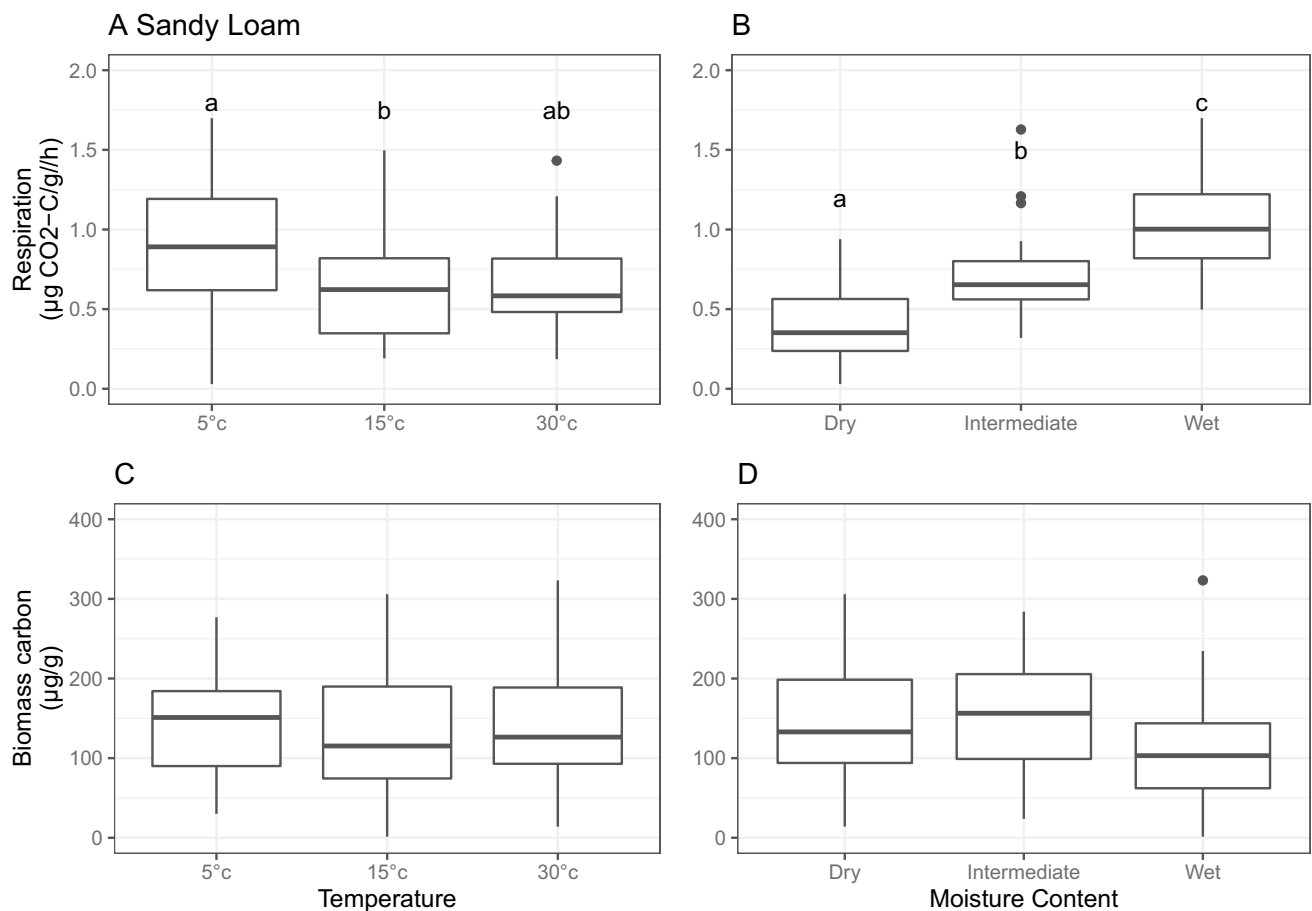 A Sandy Loam
B
Respiration
(µg CO2−C/g//h)
2.0
1.5
1.0
0.5
0.0
a
b
ab
5°c
15°c
30°c
2.0
1.5
1.0
0.5
0.0
a
b
c
Dry
Intermediate
Wet
C
D
Biomass carbon
(µg/g)
400
300
200
100
0
5°c
15°c
30°c
Temperature
400
300
200
100
0
Dry
Intermediate
Wet
Moisture Content